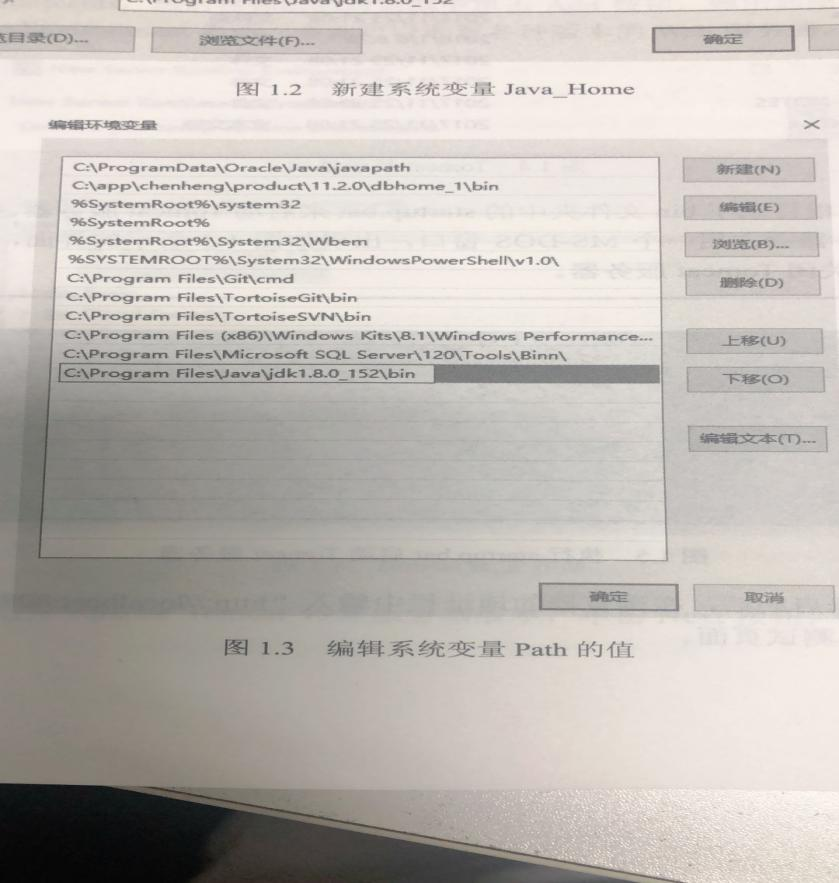 C:\Program Files\Java\jdk1.8.0_152
览目录(D)...
浏览文件(F)...
确定
图 1.2 新建系统变量 Java_Home
编辑环境变量
×
C:\ProgramData\Oracle\Java\javapath
新建(N)
C:\app\chenheng\product\11.2.0\dbhome_1\bin
%SystemRoot%\system32
编辑(E)
%SystemRoot%
%SystemRoot%\System32\Wbem
浏览(B)...
%SYSTEMROOT%\System32\WindowsPowerShell\v1.0\
C:\Program Files\Git\cmd
删除(D)
C:\Program Files\TortoiseGit\bin
C:\Program Files\TortoiseSVN\bin
C:\Program Files (x86)\Windows Kits\8.1\Windows Performance...
上移(U)
C:\Program Files\Microsoft SQL Server\120\Tools\Binn\
C:\Program Files\Java\jdk1.8.0_152\bin
下移(O)
编辑文本(T)...
确定
取消
图 1.3 编辑系统变量 Path 的值